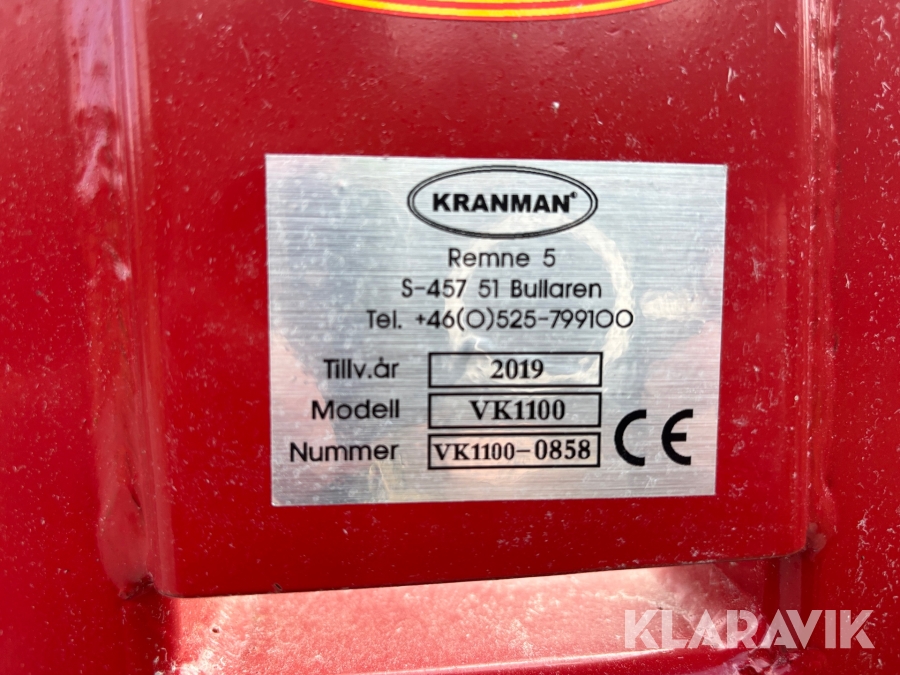 KRANMAN®
Remne 5
S-457 51 Bullaren
Tel. +46(0)525-799100
Tillv.år 2019
Modell VK1100
Nummer VK1100-0858
CE
KLARAVIK